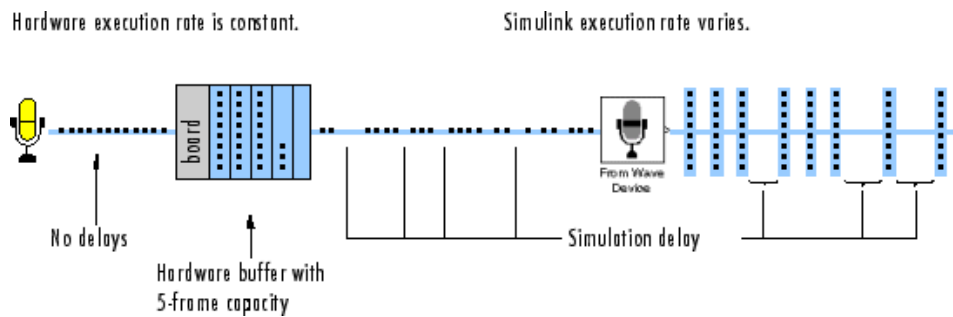 Hardware execution rate is constant.
Simulink execution rate varies.
board
From Wave
Device
No delays
Simulation delay
Hardware buffer with
5-frame capacity